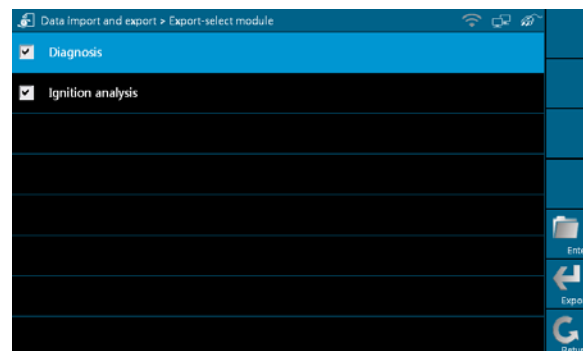 Data import and export > Export-select module
Diagnosis
Ignition analysis